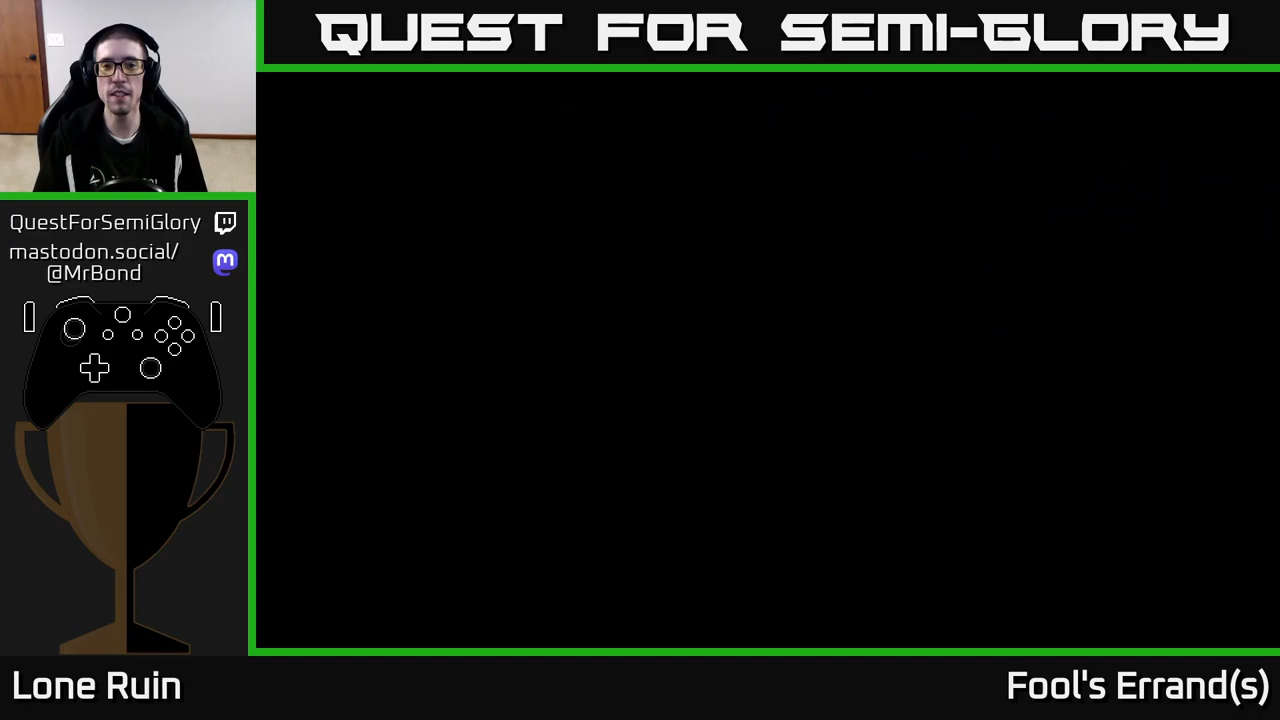 QUEST FOR SEMI-GLORY
QuestForSemiGlory
mastodon.social/
@MrBond
Lone Ruin
Fool's Errand(s)